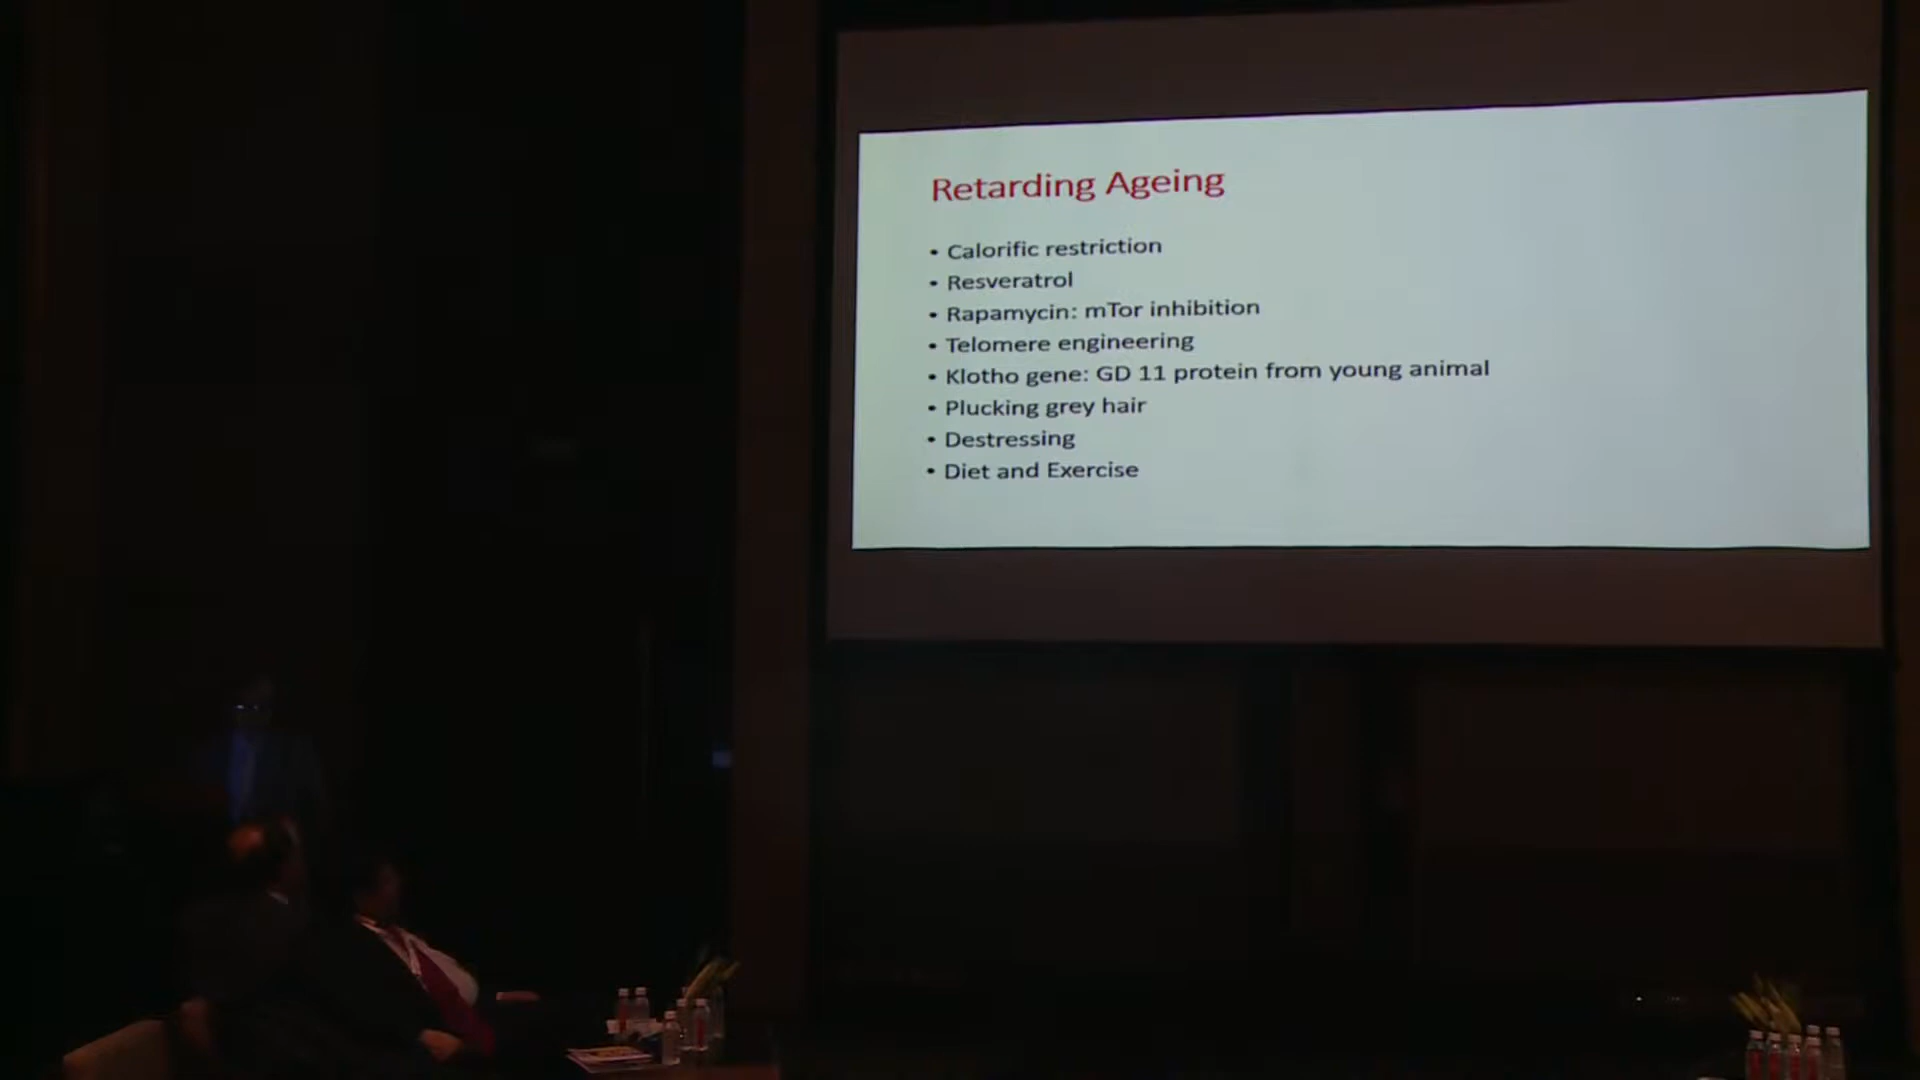 Retarding Ageing
• Calorific restriction
• Resveratrol
• Rapamycin: mTor inhibition
• Telomere engineering
• Klotho gene: GD 11 protein from young animal
• Plucking grey hair
• Destressing
• Diet and Exercise